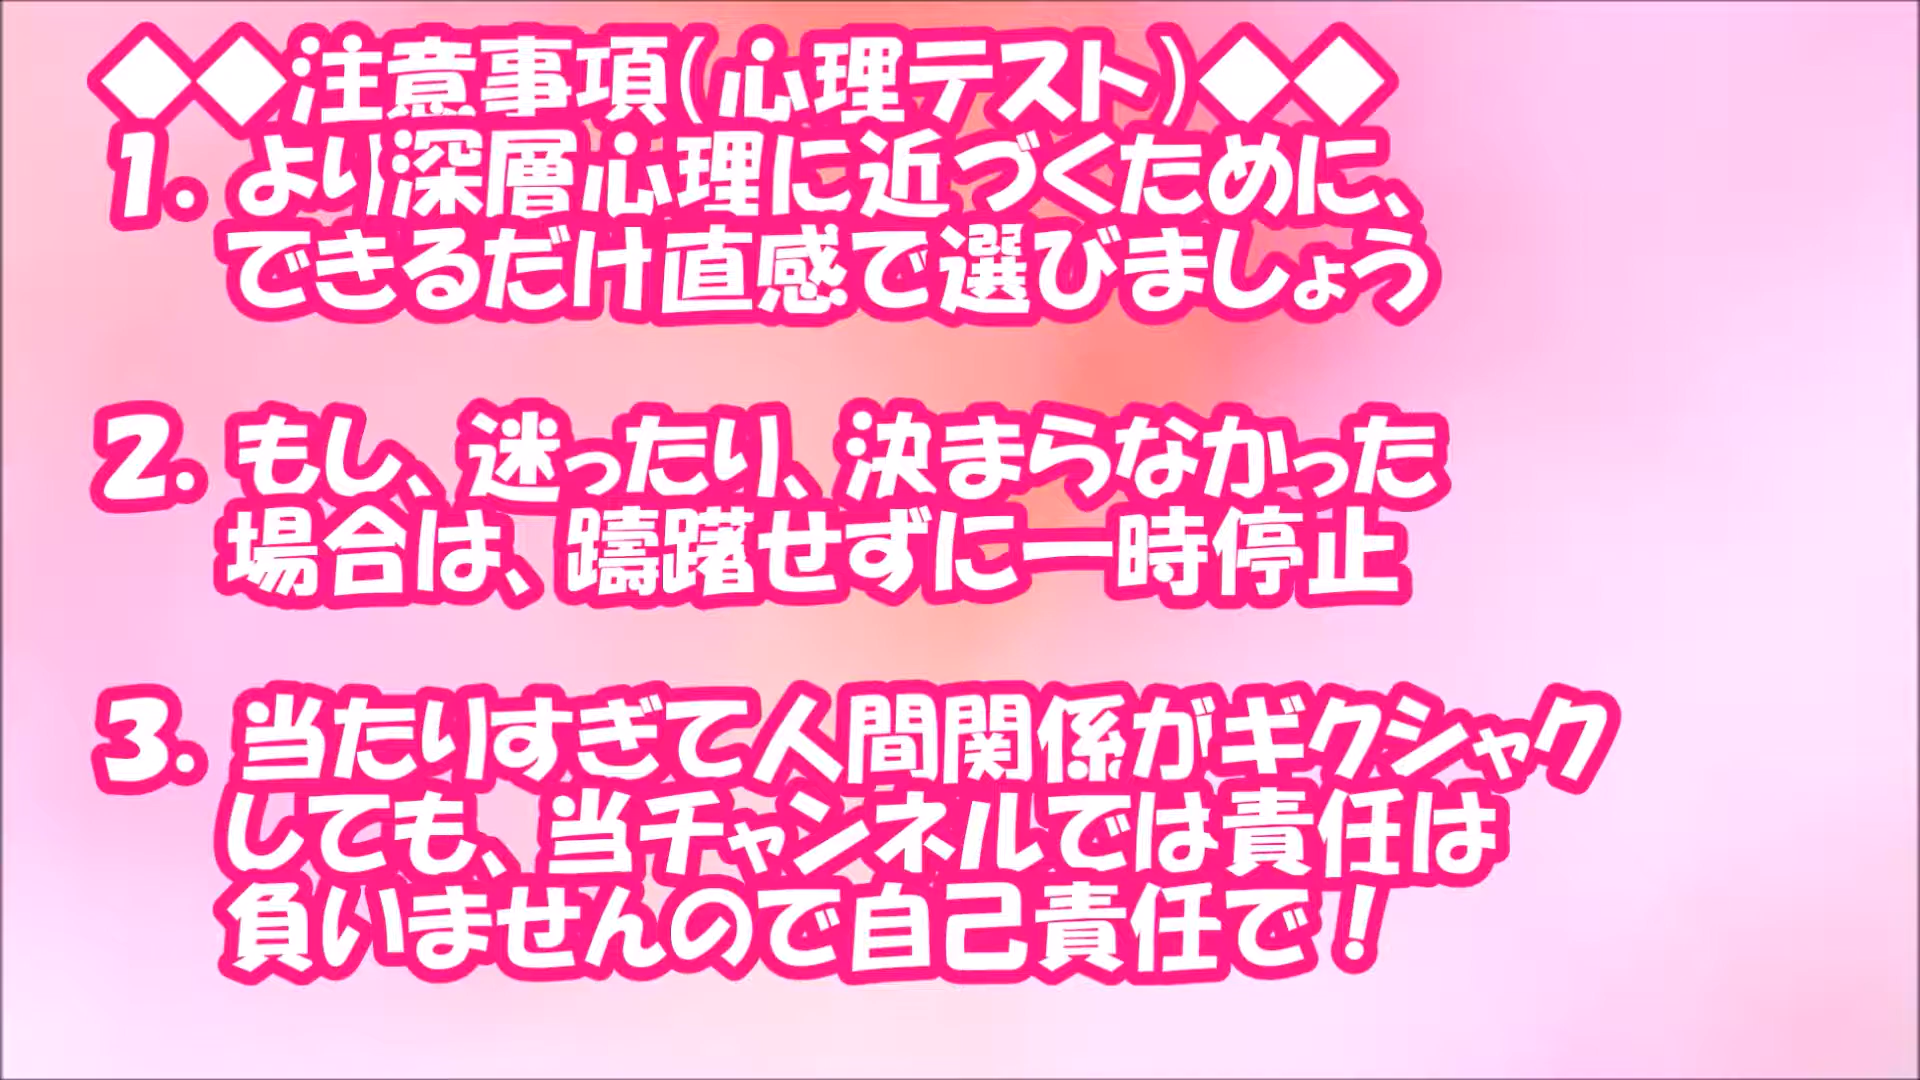 ◆◆注意事項(心理テスト)◆◆
1. より深層心理に近づくために、
できるだけ直感で選びましょう
2. もし、迷ったり、決まらなかった
場合は、躊躇せずに一時停止
3. 当たりすぎて人間関係がギクシャク
しても、当チャンネルでは責任は
負いませんので自己責任で!